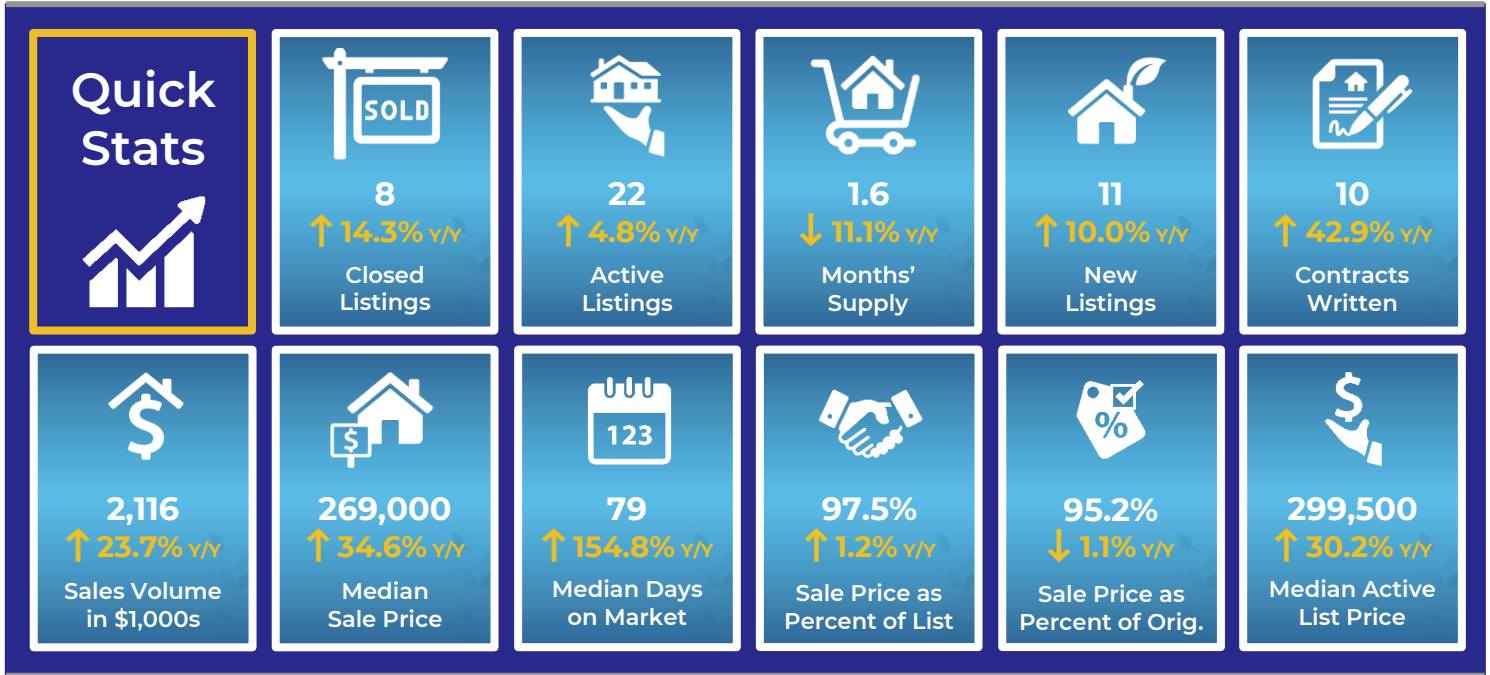 Quick
Stats
SOLD
8
↑ 14.3% Y/Y
Closed
Listings
22
↑ 4.8% Y/Y
Active
Listings
1.6
↓ 11.1% Y/Y
Months’
Supply
11
↑ 10.0% Y/Y
New
Listings
10
↑ 42.9% Y/Y
Contracts
Written
$
2,116
↑ 23.7% Y/Y
Sales Volume
in $1,000s
$
269,000
↑ 34.6% Y/Y
Median
Sale Price
123
79
↑ 154.8% Y/Y
Median Days
on Market
97.5%
↑ 1.2% Y/Y
Sale Price as
Percent of List
%
95.2%
↓ 1.1% Y/Y
Sale Price as
Percent of Orig.
$
299,500
↑ 30.2% Y/Y
Median Active
List Price